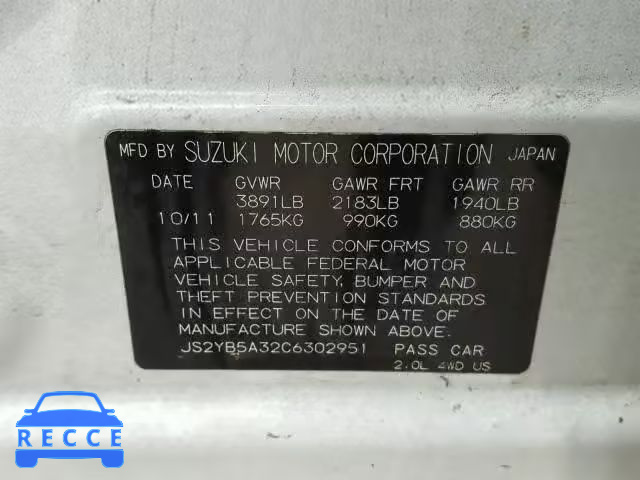 MFD BY SUZUKI MOTOR CORPORATION JAPAN
DATE GVWR GAWR FRT GAWR RR
3891LB 2183LB 1940LB
10/11 1765KG 990KG 880KG
THIS VEHICLE CONFORMS TO ALL
APPLICABLE FEDERAL MOTOR
VEHICLE SAFETY, BUMPER AND
THEFT PREVENTION STANDARDS
IN EFFECT ON THE DATE OF
MANUFACTURE SHOWN ABOVE.
JS2YB5A32C6302951 PASS CAR
2.0L 4WD US
RECCE